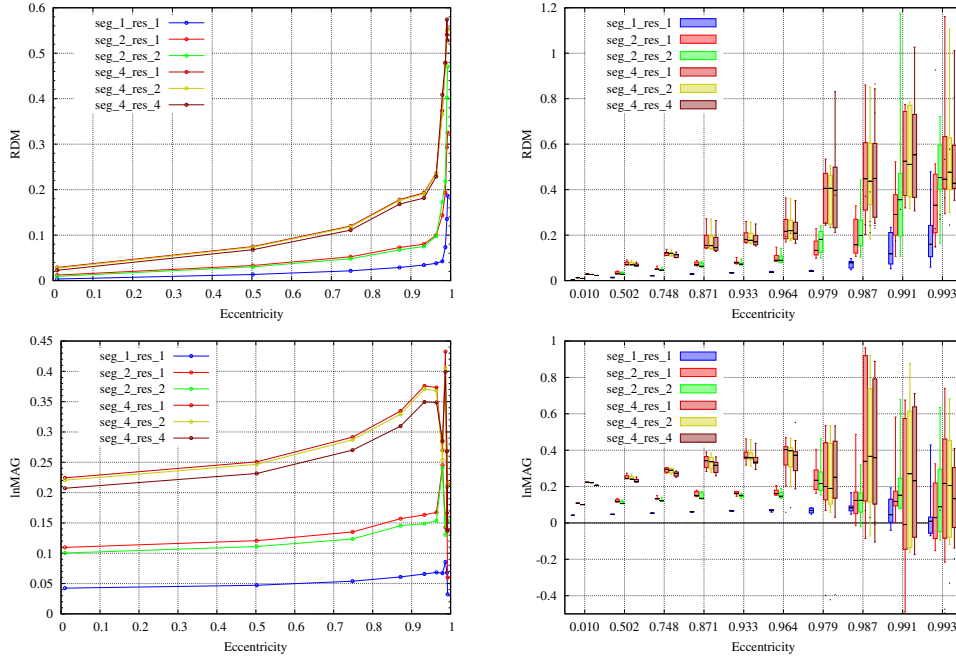 0.6
0.5
0.4
0.3
0.2
0.1
0
RDM
seg_1_res_1
seg_2_res_1
seg_2_res_2
seg_4_res_1
seg_4_res_2
seg_4_res_4
0 0.1 0.2 0.3 0.4 0.5 0.6 0.7 0.8 0.9 1
Eccentricity
1.2
1
0.8
0.6
0.4
0.2
0
RDM
seg_1_res_1
seg_2_res_1
seg_2_res_2
seg_4_res_1
seg_4_res_2
seg_4_res_4
0.010 0.502 0.748 0.871 0.933 0.964 0.979 0.987 0.991 0.993
Eccentricity
0.45
0.4
0.35
0.3
0.25
0.2
0.15
0.1
0.05
0
lnMAG
seg_1_res_1
seg_2_res_1
seg_2_res_2
seg_4_res_1
seg_4_res_2
seg_4_res_4
0 0.1 0.2 0.3 0.4 0.5 0.6 0.7 0.8 0.9 1
Eccentricity
1
0.8
0.6
0.4
0.2
0
-0.2
-0.4
lnMAG
seg_1_res_1
seg_2_res_1
seg_2_res_2
seg_4_res_1
seg_4_res_2
seg_4_res_4
0.010 0.502 0.748 0.871 0.933 0.964 0.979 0.987 0.991 0.993
Eccentricity